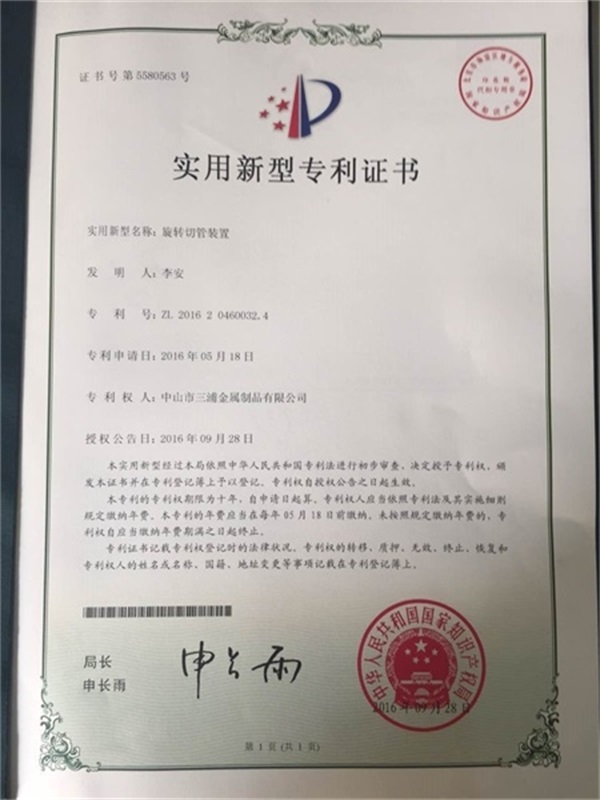 证书号第5580563号
实用新型专利证书
实用新型名称：旋转切管装置
发明人：李安
专利号：ZL 2016 2 0460032.4
专利申请日：2016年05月18日
专利权人：中山市三浦金属制品有限公司
授权公告日：2016年09月28日
本实用新型经过本局依照中华人民共和国专利法进行初步审查，决定授予专利权，颁
发本证书并在专利登记簿上予以登记。专利权自授权公告之日起生效。
本专利的专利权期限为十年，自申请日起算。专利权人应当依照专利法及其实施细则
规定缴纳年费。本专利的年费应当在每年05月18日前缴纳。未按照规定缴纳年费的，专
利权自应当缴纳年费期满之日起终止。
专利证书记载专利权登记时的法律状况。专利权的转移、质押、无效、终止、恢复和
专利权人的姓名或名称、国籍、地址变更等事项记载在专利登记簿上。
局长
申长雨
申长雨
中华人民共和国国家知识产权局
2016年09月28日
第1页(共1页)